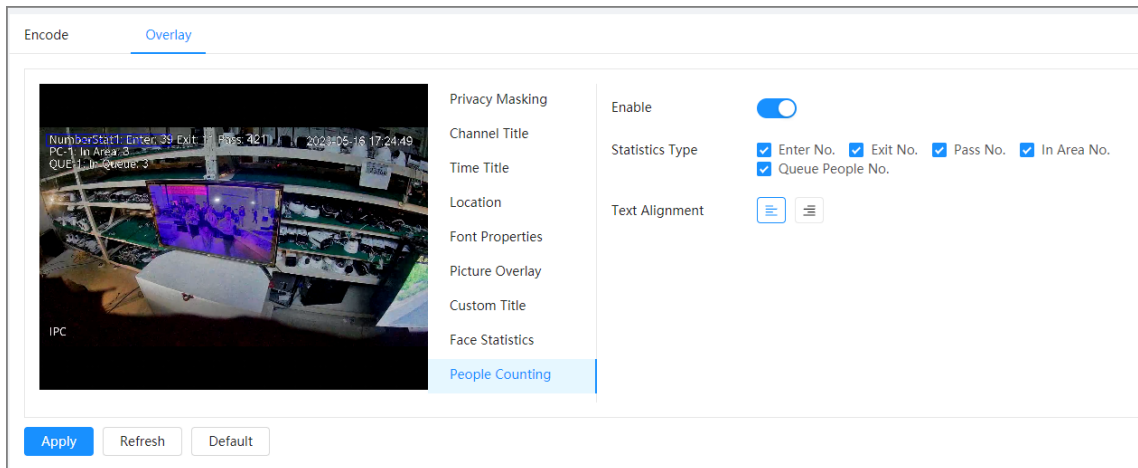 Encode
Overlay
NumberStat1: Enter: 39 Exit: 11 Pass: 421
2023-05-16 17:24:49
PC-1: In Area: 3
QUE-1: In Queue: 3
IPC
Privacy Masking
Channel Title
Time Title
Location
Font Properties
Picture Overlay
Custom Title
Face Statistics
People Counting
Enable
Statistics Type
Enter No.
Exit No.
Pass No.
In Area No.
Queue People No.
Text Alignment
Apply
Refresh
Default